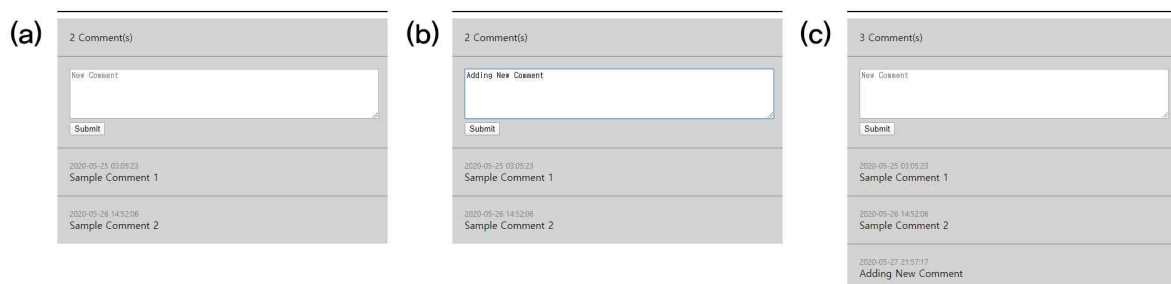 (a)
2 Comment(s)
New Comment
Submit
2020-05-25 03:05:23
Sample Comment 1
2020-05-26 14:52:06
Sample Comment 2
(b)
2 Comment(s)
Adding New Comment
Submit
2020-05-25 03:05:23
Sample Comment 1
2020-05-26 14:52:06
Sample Comment 2
(c)
3 Comment(s)
New Comment
Submit
2020-05-25 03:05:23
Sample Comment 1
2020-05-26 14:52:06
Sample Comment 2
2020-05-27 21:57:17
Adding New Comment